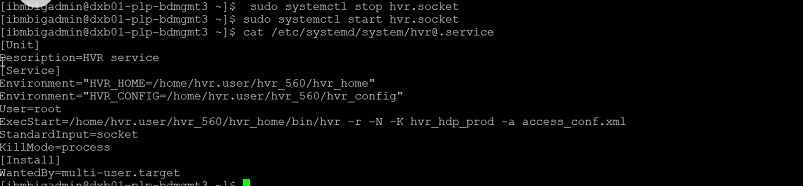 [ibmbigadmin@dxb01-plp-bdmgmt3 ~]$  sudo systemctl stop hvr.socket
[ibmbigadmin@dxb01-plp-bdmgmt3 ~]$ sudo systemctl start hvr.socket
[ibmbigadmin@dxb01-plp-bdmgmt3 ~]$ cat /etc/systemd/system/hvr@.service
[Unit]
Description=HVR service
[Service]
Environment="HVR_HOME=/home/hvr.user/hvr_560/hvr_home"
Environment="HVR_CONFIG=/home/hvr.user/hvr_560/hvr_config"
User=root
ExecStart=/home/hvr.user/hvr_560/hvr_home/bin/hvr -r -N -K hvr_hdp_prod -a access_conf.xml
StandardInput=socket
KillMode=process
[Install]
WantedBy=multi-user.target
[ibmbigadmin@dxb01-plp-bdmgmt3 ~]$